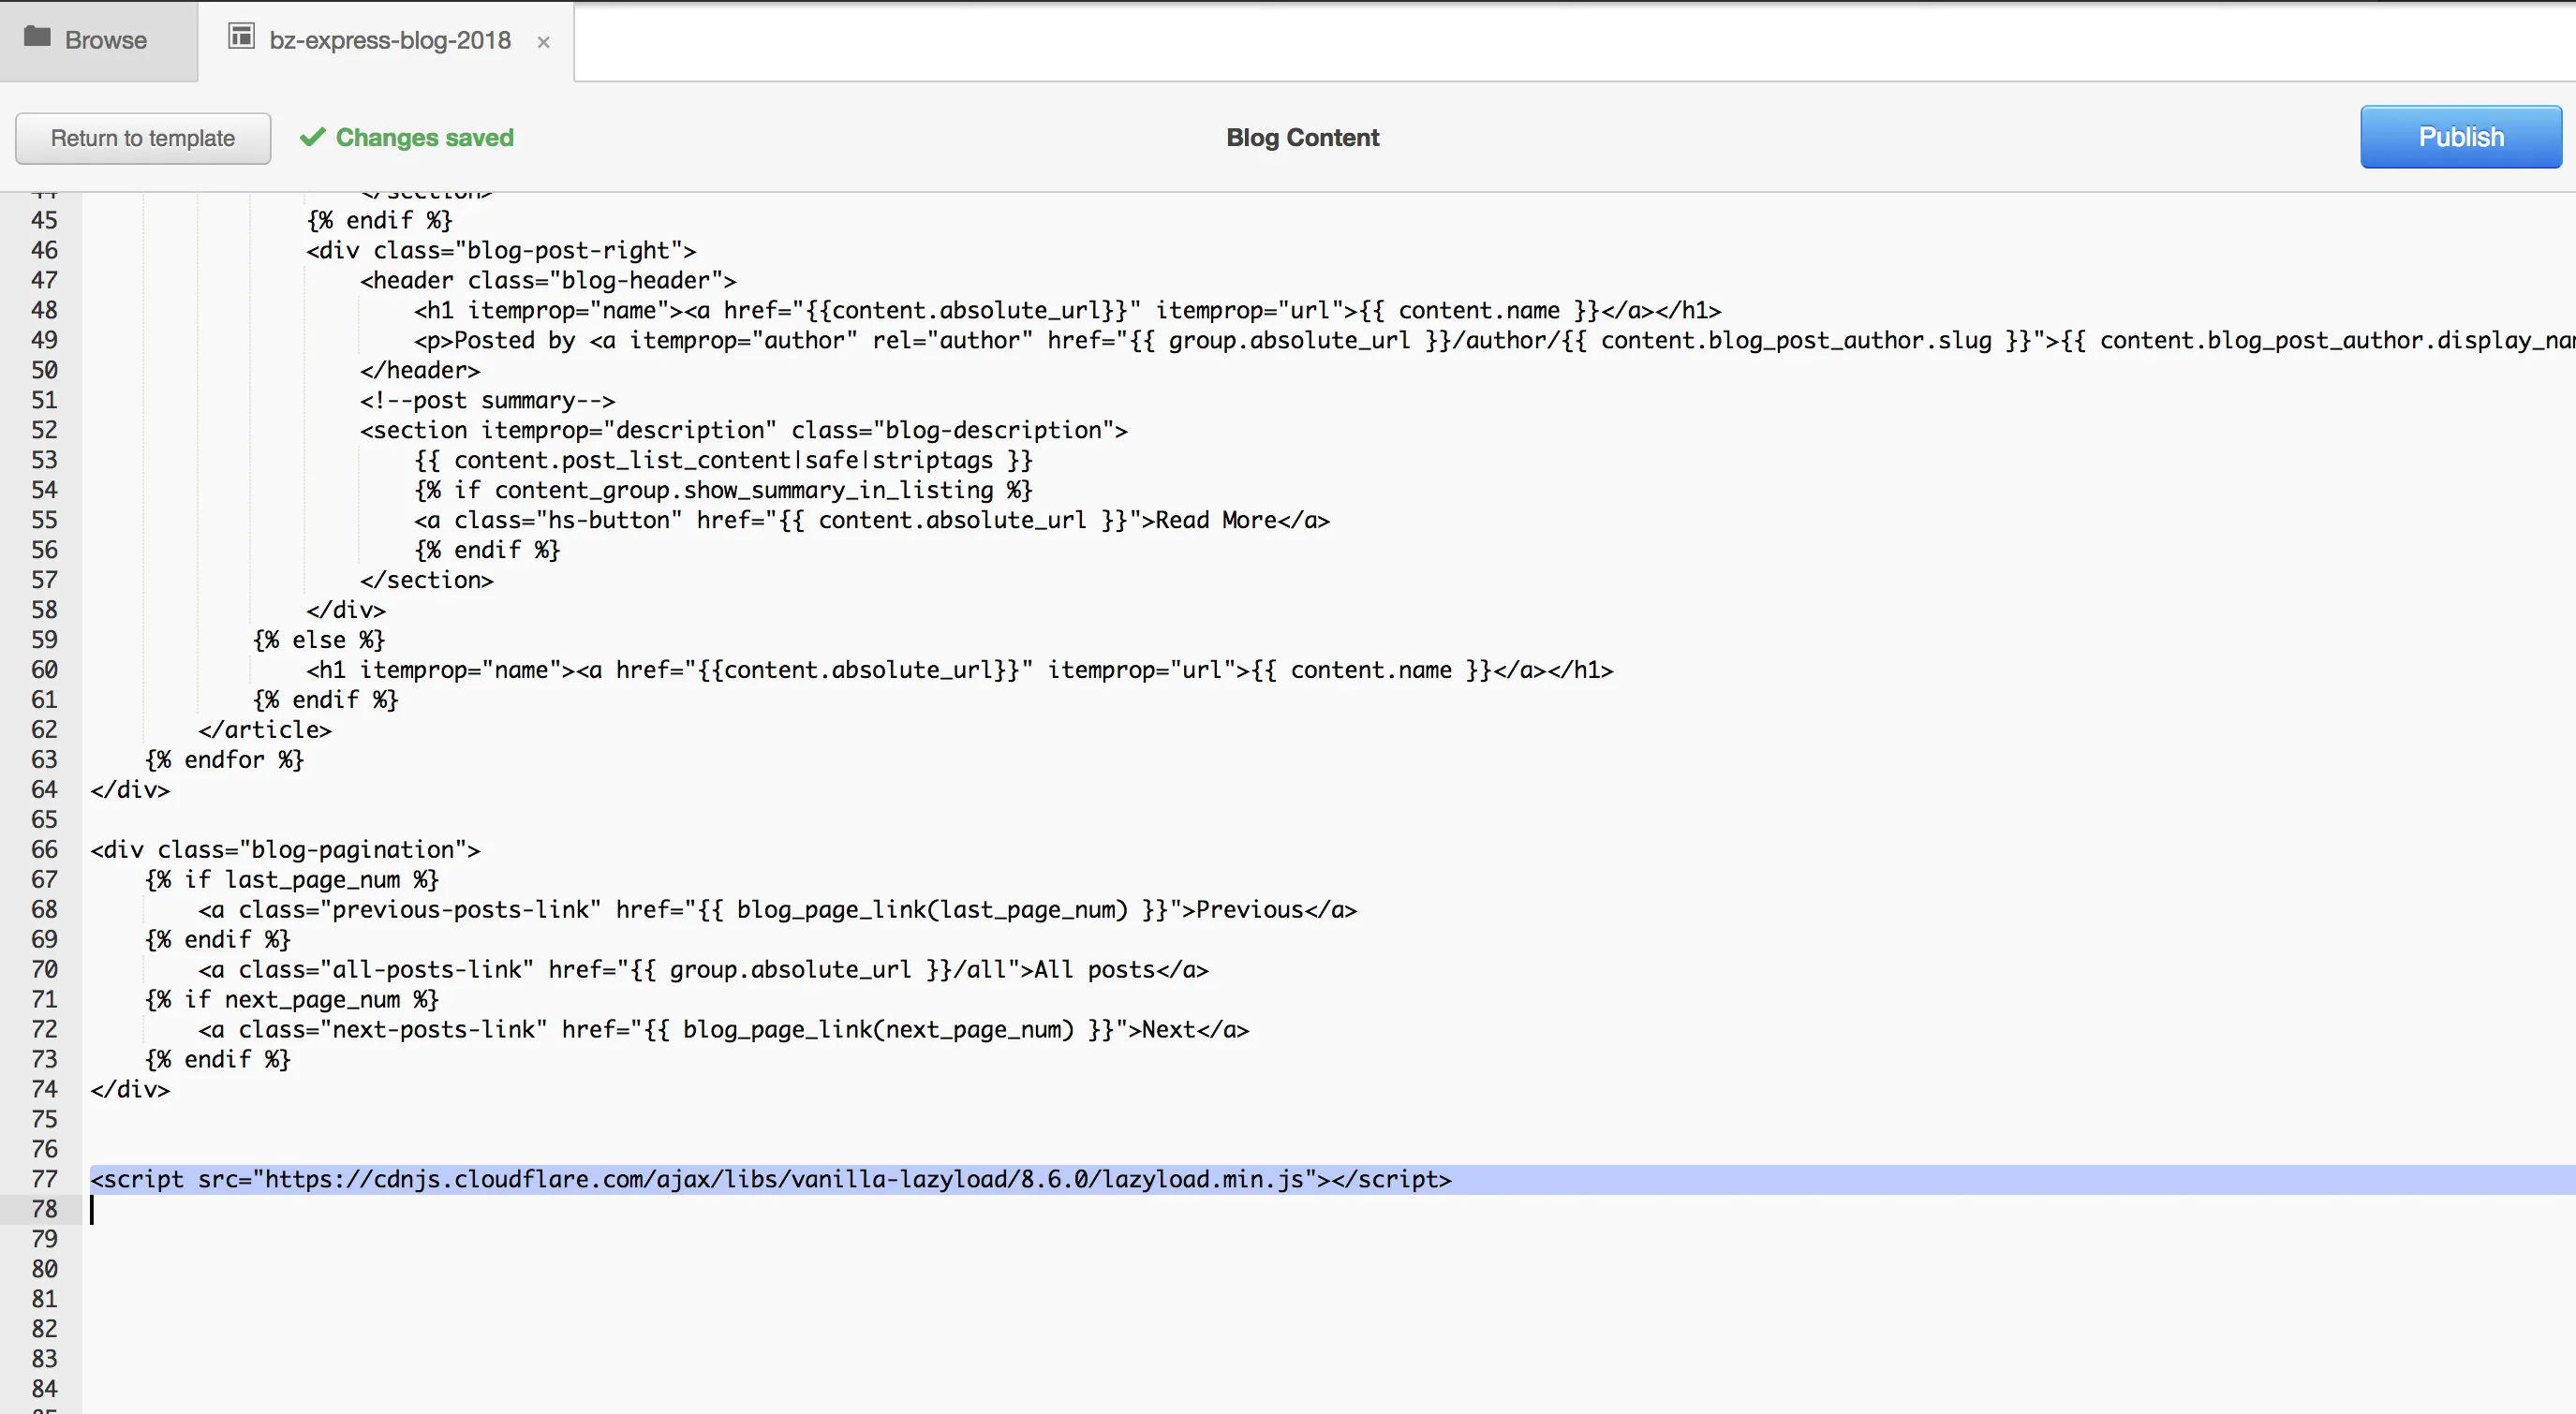 Browse
bz-express-blog-2018 ×
Return to template
Changes saved
Blog Content
Publish
44 </section>
45 {% endif %}
46 <div class="blog-post-right">
47 <header class="blog-header">
48 <h1 itemprop="name"><a href="{{content.absolute_url}}" itemprop="url">{{ content.name }}</a></h1>
49 <p>Posted by <a itemprop="author" rel="author" href="{{ group.absolute_url }}/author/{{ content.blog_post_author.slug }}">{{ content.blog_post_author.display_nam
50 </header>
51 <!--post summary-->
52 <section itemprop="description" class="blog-description">
53 {{ content.post_list_content|safe|striptags }}
54 {% if content_group.show_summary_in_listing %}
55 <a class="hs-button" href="{{ content.absolute_url }}">Read More</a>
56 {% endif %}
57 </section>
58 </div>
59 {% else %}
60 <h1 itemprop="name"><a href="{{content.absolute_url}}" itemprop="url">{{ content.name }}</a></h1>
61 {% endif %}
62 </article>
63 {% endfor %}
64 </div>
65
66 <div class="blog-pagination">
67 {% if last_page_num %}
68 <a class="previous-posts-link" href="{{ blog_page_link(last_page_num) }}">Previous</a>
69 {% endif %}
70 <a class="all-posts-link" href="{{ group.absolute_url }}/all">All posts</a>
71 {% if next_page_num %}
72 <a class="next-posts-link" href="{{ blog_page_link(next_page_num) }}">Next</a>
73 {% endif %}
74 </div>
75
76
77 <script src="https://cdnjs.cloudflare.com/ajax/libs/vanilla-lazyload/8.6.0/lazyload.min.js"></script>
78
79
80
81
82
83
84